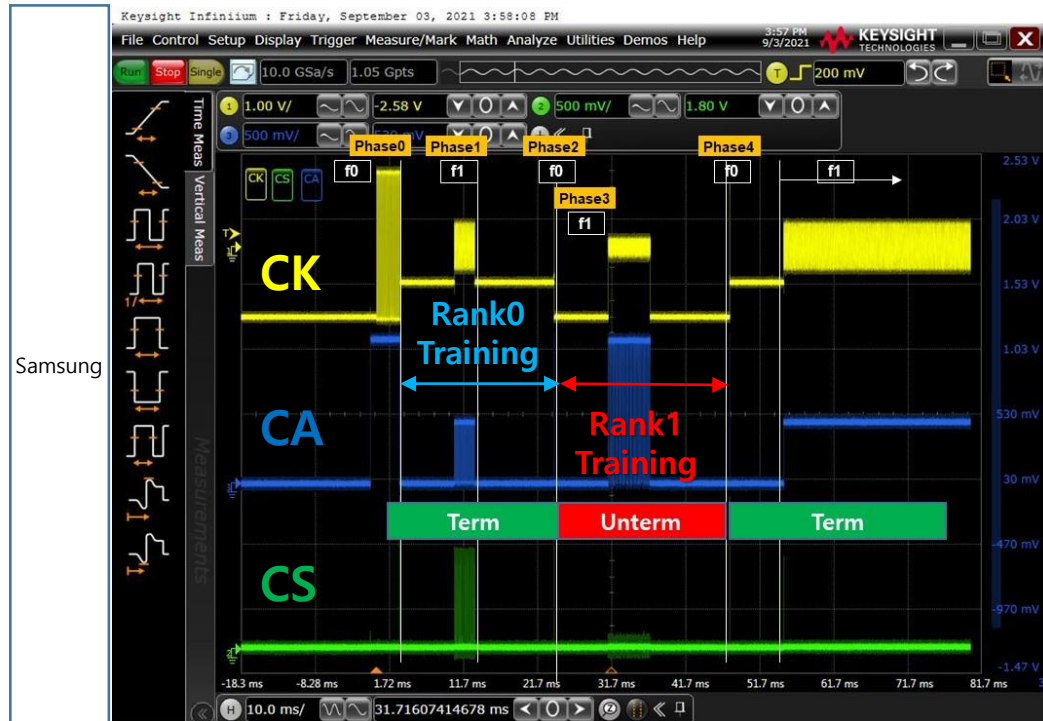 Keysight Infiniium : Friday, September 03, 2021 3:58:08 PM
File Control Setup Display Trigger Measure/Mark Math Analyze Utilities Demos Help
3:57 PM
9/3/2021
KEYSIGHT
TECHNOLOGIES
X
Run Stop Single 10.0 GSa/s 1.05 Gpts T 200 mV
1 1.00 V/ -2.58 V 2 500 mV/ 1.80 V
3 500 mV/
Time Meas
Vertical Meas
Measurements
Phase0 Phase1 Phase2 Phase4
f0 f1 f0 f0 f1
Phase3
f1
CK CS CA
2.53 V
2.03 V
1.53 V
1.03 V
530 mV
30 mV
-470 mV
-970 mV
-1.47 V
CK
Rank0
Training
Samsung
CA
Rank1
Training
Term Unterm Term
CS
-18.3 ms -8.28 ms 1.72 ms 11.7 ms 21.7 ms 31.7 ms 41.7 ms 51.7 ms 61.7 ms 71.7 ms 81.7 ms
H 10.0 ms/ 31.71607414678 ms 0